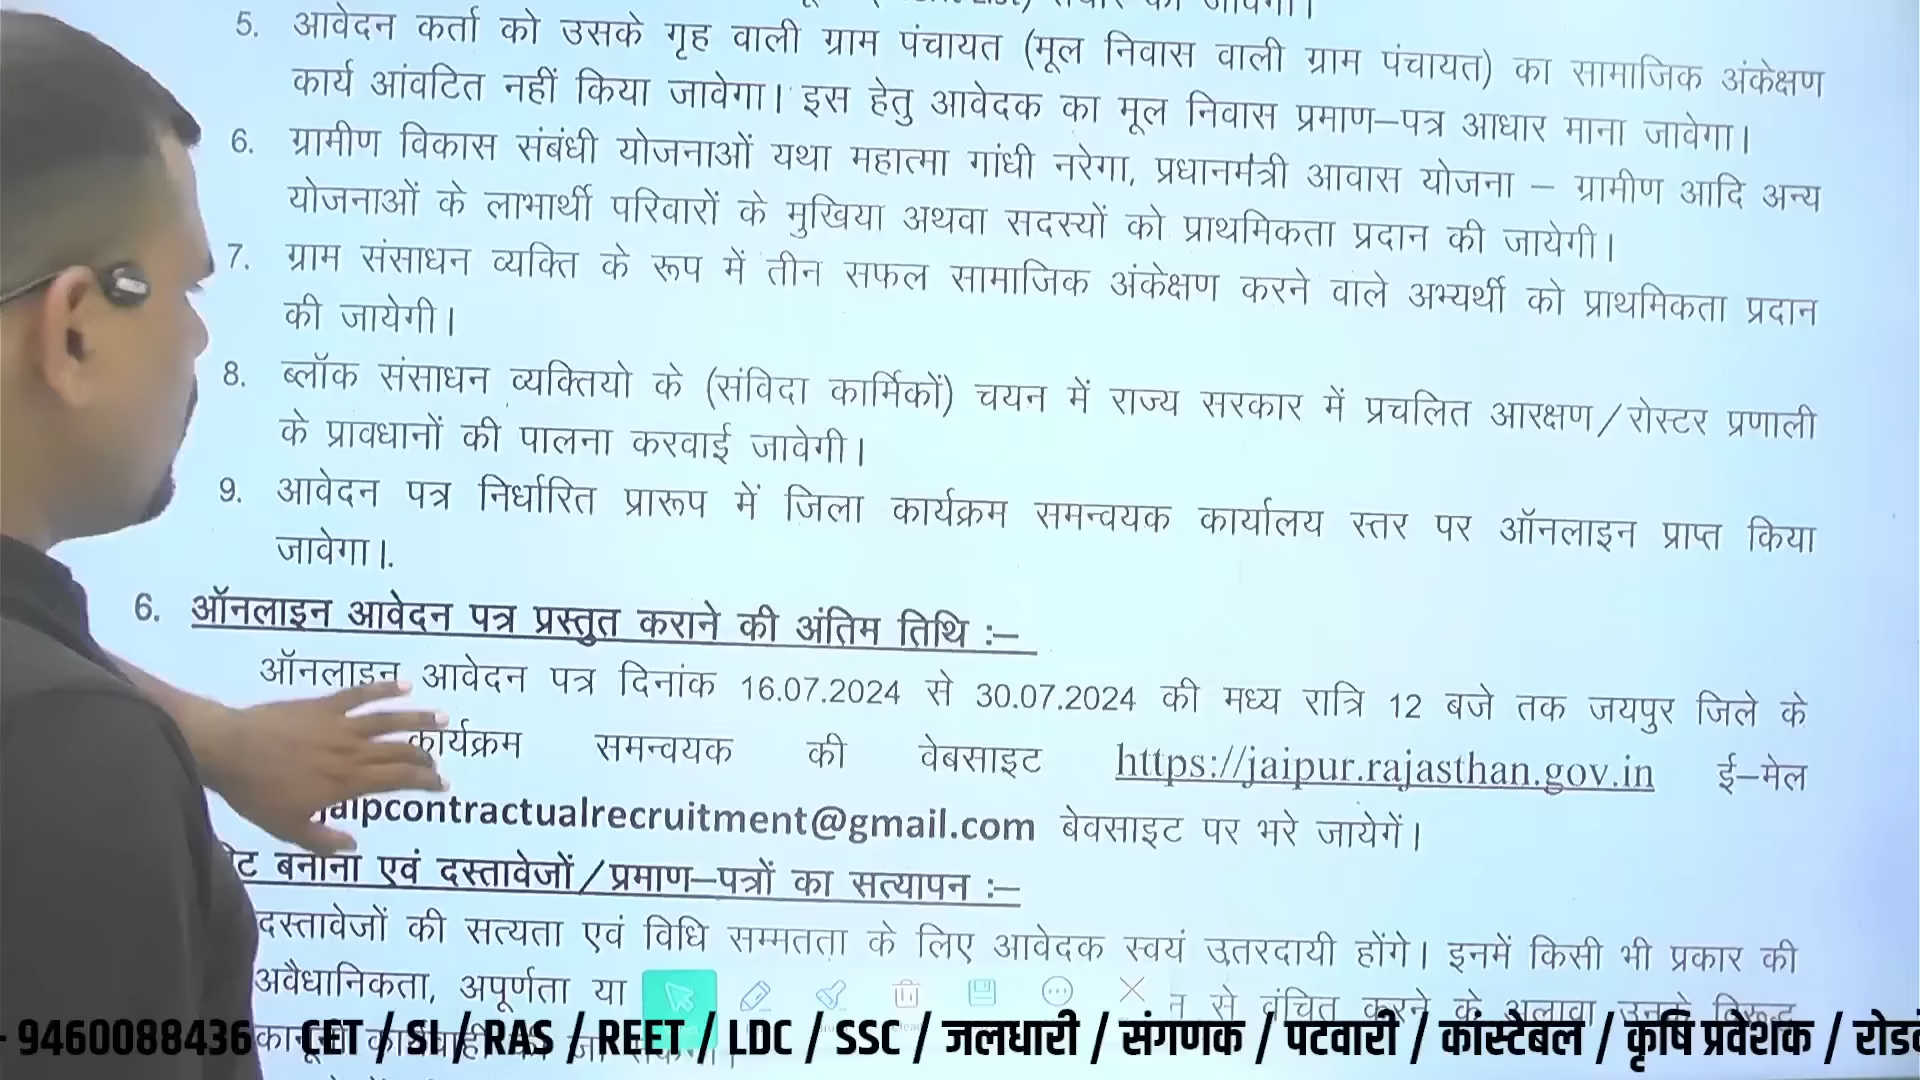 5. आवेदन कर्ता को उसके गृह वाली ग्राम पंचायत (मूल निवास वाली ग्राम पंचायत) का सामाजिक अंकेक्षण
कार्य आंवटित नहीं किया जावेगा। इस हेतु आवेदक का मूल निवास प्रमाण–पत्र आधार माना जावेगा।
6. ग्रामीण विकास संबंधी योजनाओं यथा महात्मा गांधी नरेगा, प्रधानमंत्री आवास योजना – ग्रामीण आदि अन्य
योजनाओं के लाभार्थी परिवारों के मुखिया अथवा सदस्यों को प्राथमिकता प्रदान की जायेगी।
7. ग्राम संसाधन व्यक्ति के रूप में तीन सफल सामाजिक अंकेक्षण करने वाले अभ्यर्थी को प्राथमिकता प्रदान
की जायेगी।
8. ब्लॉक संसाधन व्यक्तियो के (संविदा कार्मिकों) चयन में राज्य सरकार में प्रचलित आरक्षण/रोस्टर प्रणाली
के प्रावधानों की पालना करवाई जावेगी।
9. आवेदन पत्र निर्धारित प्रारूप में जिला कार्यक्रम समन्वयक कार्यालय स्तर पर ऑनलाइन प्राप्त किया
जावेगा।.
6. ऑनलाइन आवेदन पत्र प्रस्तुत कराने की अंतिम तिथि :–
ऑनलाइन आवेदन पत्र दिनांक 16.07.2024 से 30.07.2024 की मध्य रात्रि 12 बजे तक जयपुर जिले के
कार्यक्रम समन्वयक की वेबसाइट https://jaipur.rajasthan.gov.in ई–मेल
jaipcontractualrecruitment@gmail.com बेवसाइट पर भरे जायेगें।
बनाना एवं दस्तावेजों/प्रमाण–पत्रों का सत्यापन :–
दस्तावेजों की सत्यता एवं विधि सम्मतता के लिए आवेदक स्वयं उतरदायी होंगे। इनमें किसी भी प्रकार की
अवैधानिकता, अपूर्णता या से वंचित करने के अलावा उनके विरूद्ध
- 9460088436 CET / SI / RAS / REET / LDC / SSC / जलधारी / संगणक / पटवारी / कांस्टेबल / कृषि प्रवेशक /